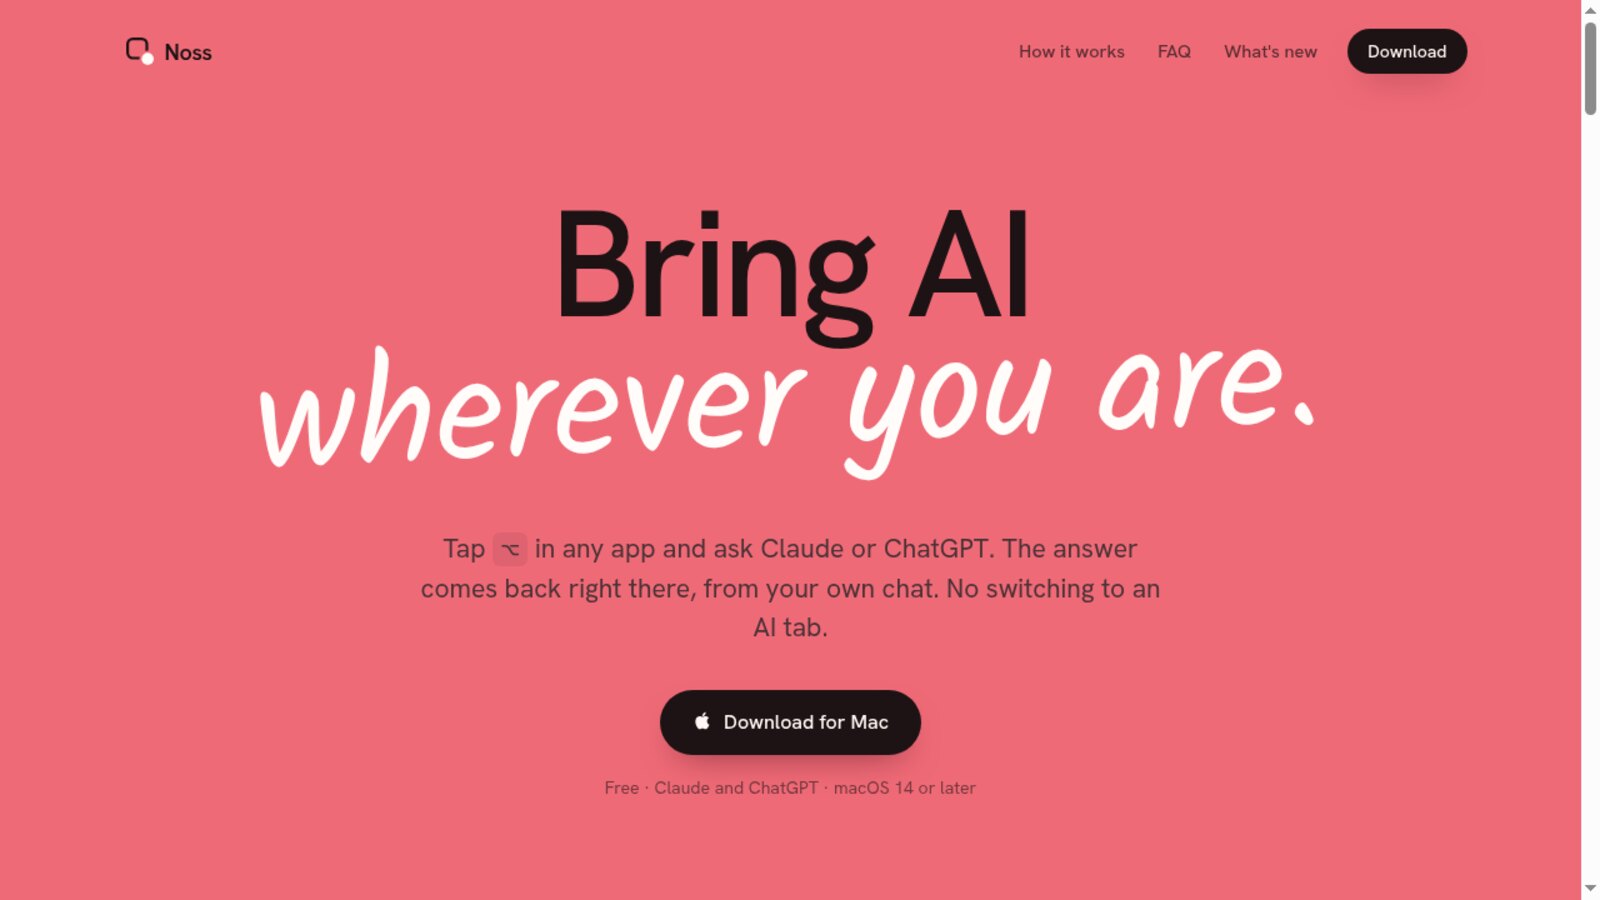 Noss
How it works
FAQ
What's new
Download
Bring AI
wherever you are.
Tap ⌥ in any app and ask Claude or ChatGPT. The answer
comes back right there, from your own chat. No switching to an
AI tab.
Download for Mac
Free · Claude and ChatGPT · macOS 14 or later